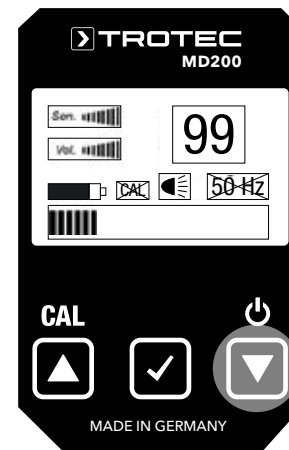 TROTEC
MD200
Sen.
99
Vol.
CAL
50 Hz
CAL
MADE IN GERMANY